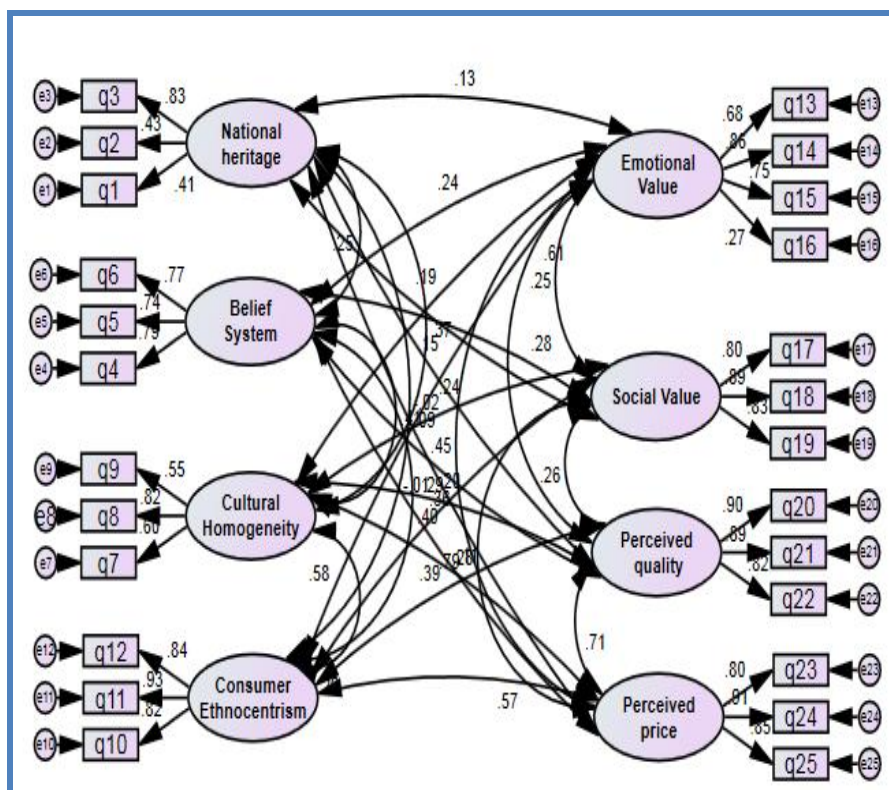 .13
e3
q3
.83
National
heritage
e2
q2
.43
e1
q1
.41
Emotional
Value
.68
q13
e13
.86
q14
e14
.75
q15
e15
.27
q16
e16
.24
.25
.61
.19
.25
e6
q6
.77
Belief
System
e5
q5
.74
e4
q4
.37
.15
.28
Social Value
.80
q17
e17
.89
q18
e18
.83
q19
e19
.24
.45
e9
q9
.55
Cultural
Homogeneity
e8
q8
.82
e7
q7
.60
.26
Perceived
quality
.90
q20
e20
.89
q21
e21
.82
q22
e22
.40
.58
.39
e12
q12
.84
Consumer
Ethnocentrism
e11
q11
.93
e10
q10
.82
.71
.57
Perceived
price
.80
q23
e23
q24
e24
.85
q25
e25